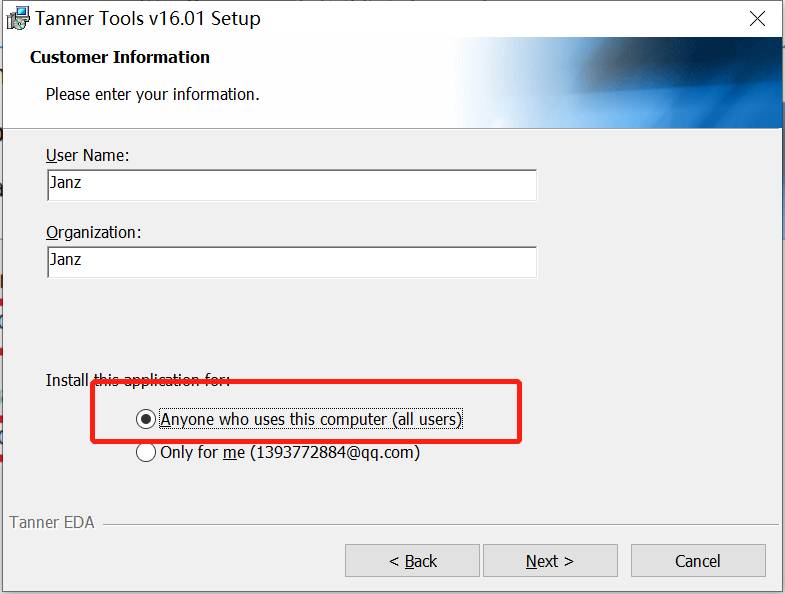 Tanner Tools v16.01 Setup
Customer Information
Please enter your information.
User Name:
Janz
Organization:
Janz
Install this application for:
Anyone who uses this computer (all users)
Only for me (1393772884@qq.com)
Tanner EDA
< Back
Next >
Cancel